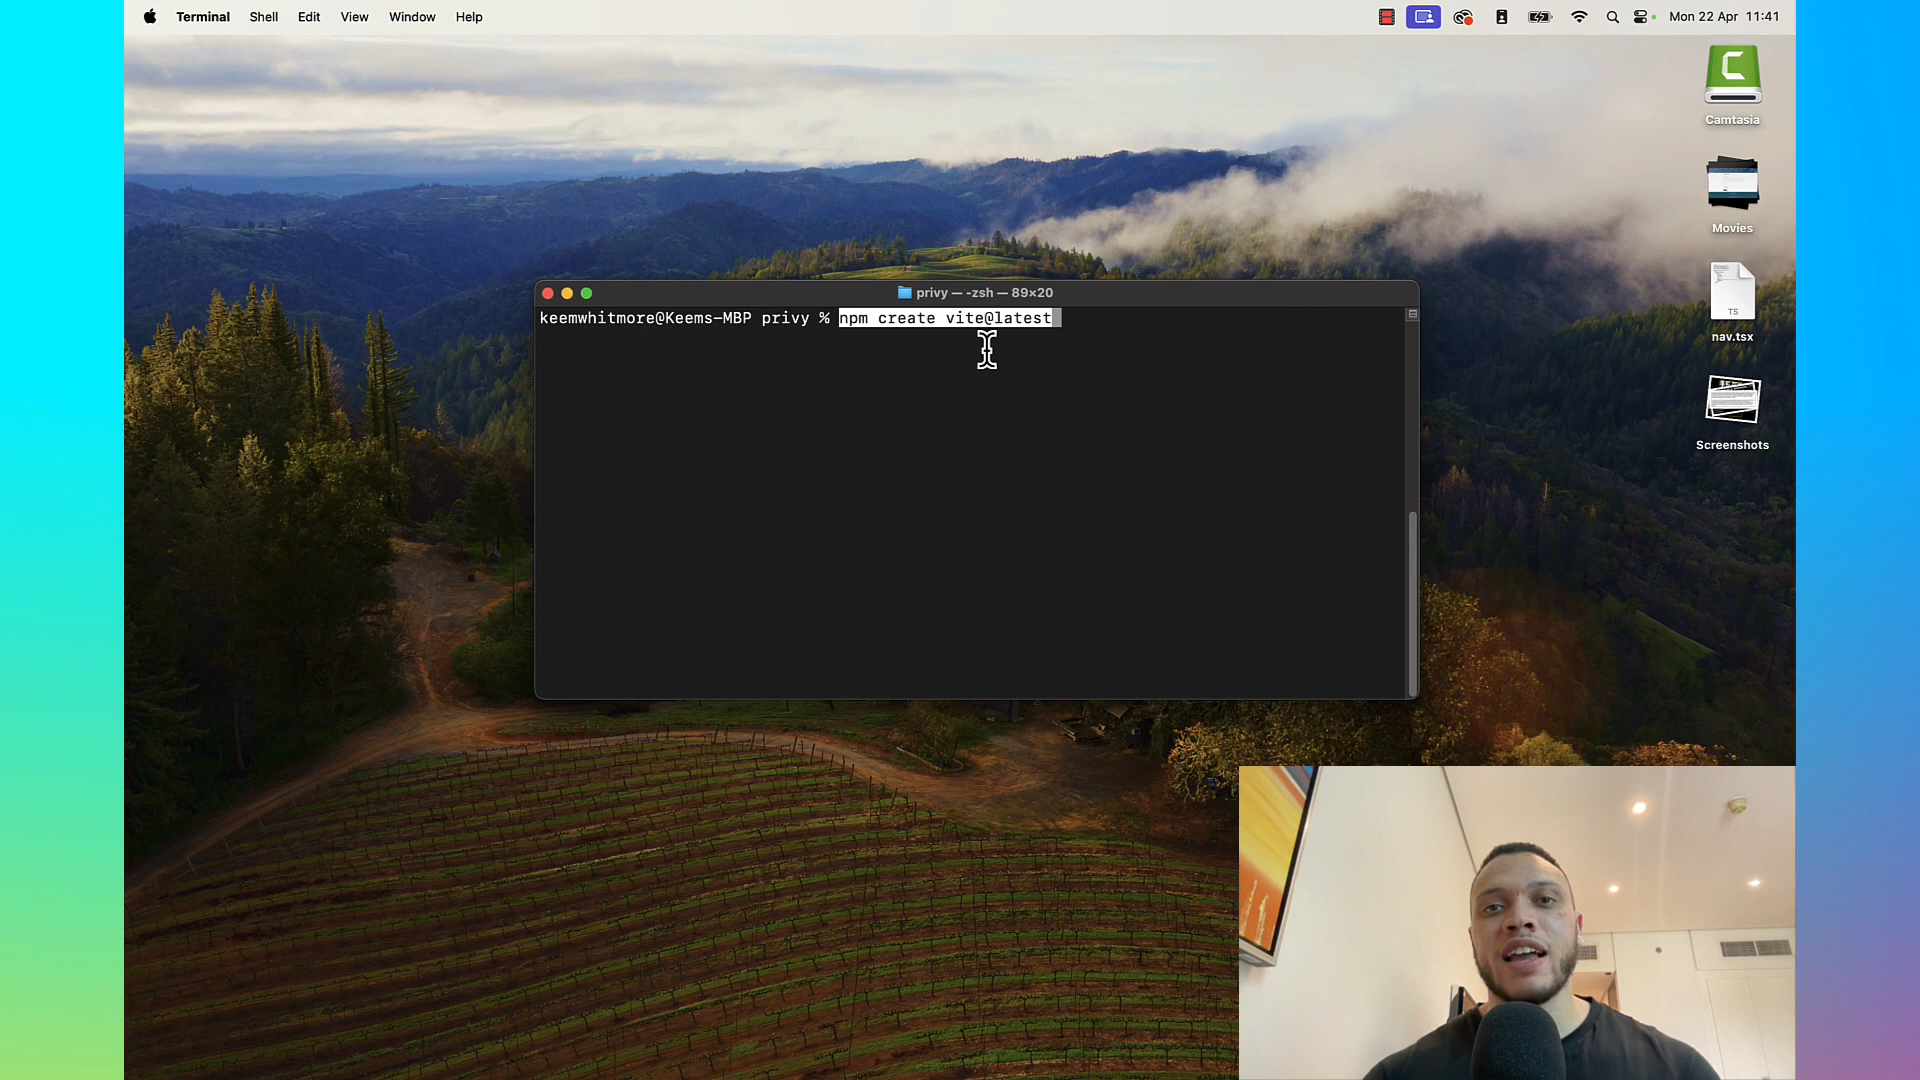 Terminal Shell Edit View Window Help Mon 22 Apr 11:41
Camtasia
Movies
privy — -zsh — 89×20
keemwhitmore@Keems-MBP privy % npm create vite@latest
TS
nav.tsx
Screenshots